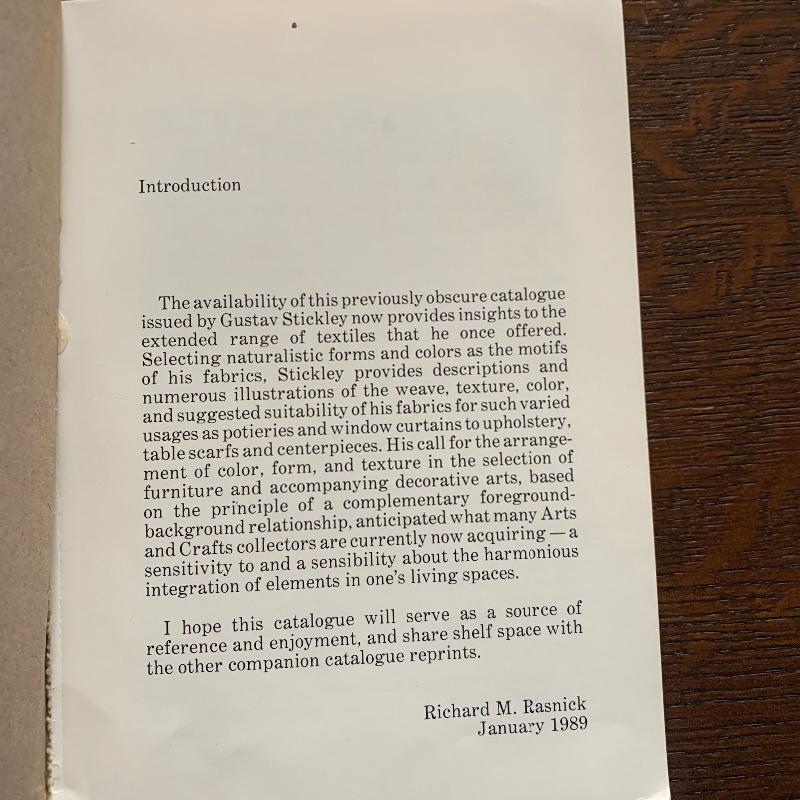 Introduction
The availability of this previously obscure catalogue
issued by Gustav Stickley now provides insights to the
extended range of textiles that he once offered.
Selecting naturalistic forms and colors as the motifs
of his fabrics, Stickley provides descriptions and
numerous illustrations of the weave, texture, color,
and suggested suitability of his fabrics for such varied
usages as potieries and window curtains to upholstery,
table scarfs and centerpieces. His call for the arrange-
ment of color, form, and texture in the selection of
furniture and accompanying decorative arts, based
on the principle of a complementary foreground-
background relationship, anticipated what many Arts
and Crafts collectors are currently now acquiring — a
sensitivity to and a sensibility about the harmonious
integration of elements in one's living spaces.
I hope this catalogue will serve as a source of
reference and enjoyment, and share shelf space with
the other companion catalogue reprints.
Richard M. Rasnick
January 1989